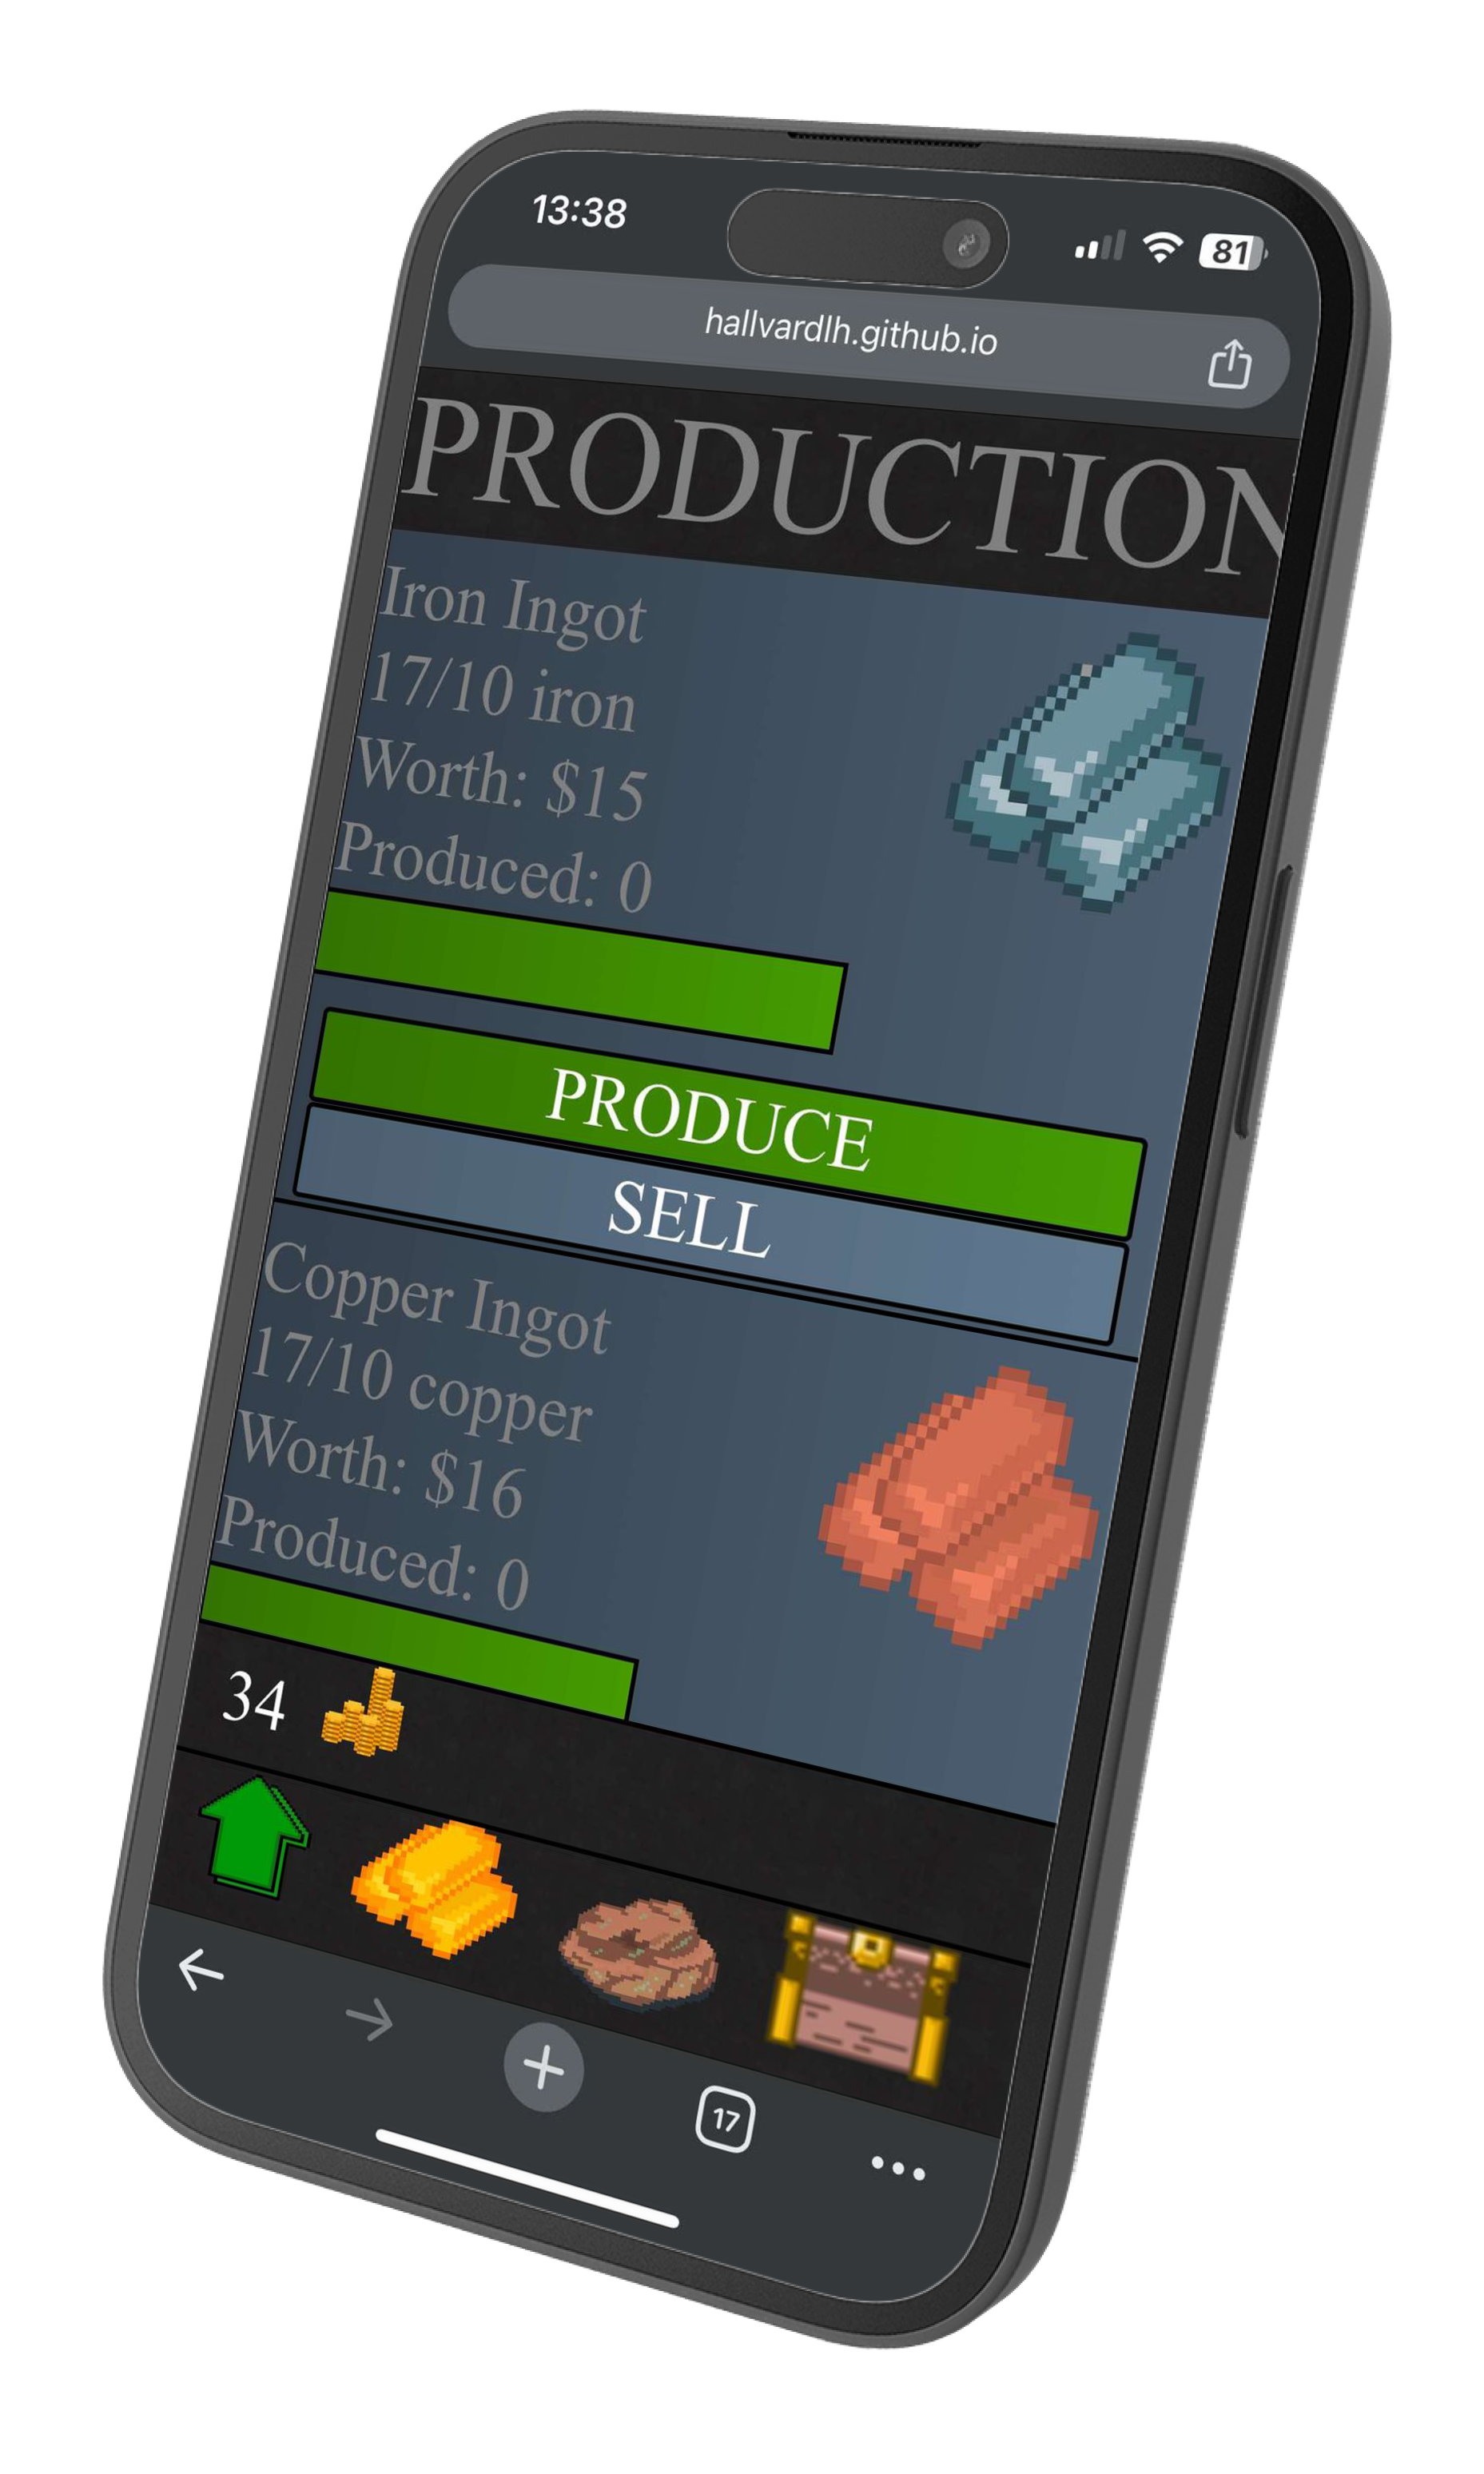 13:38
81
hallvardlh.github.io
PRODUCTION
Iron Ingot
17/10 iron
Worth: $15
Produced: 0
PRODUCE
SELL
Copper Ingot
17/10 copper
Worth: $16
Produced: 0
34
17